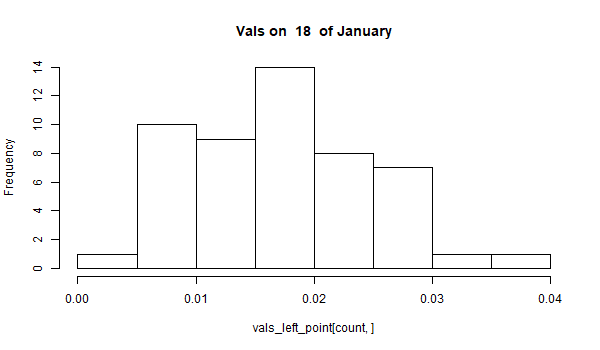 Vals on  18  of January
14
12
10
8
6
4
2
0
Frequency
0.00 0.01 0.02 0.03 0.04
vals_left_point[count, ]